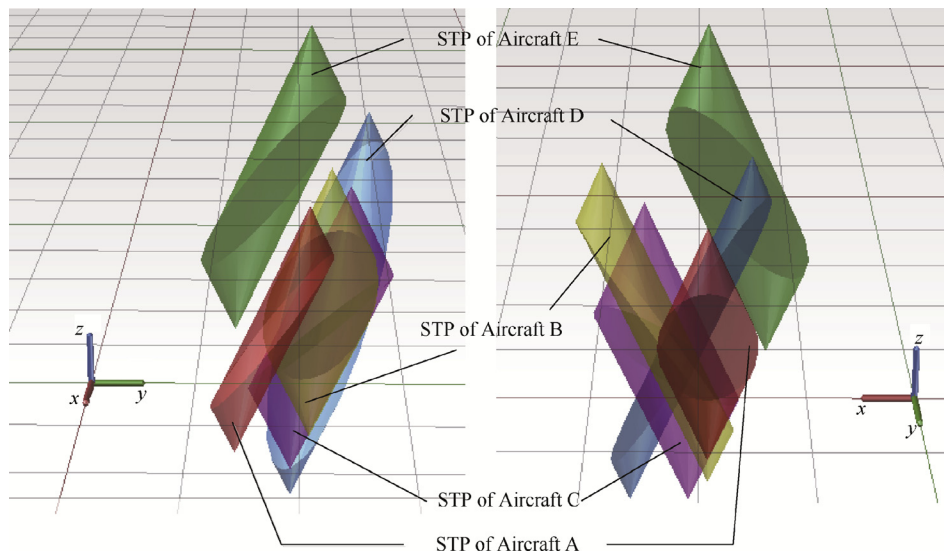 STP of Aircraft E
STP of Aircraft D
STP of Aircraft B
z
x
y
z
x
y
STP of Aircraft C
STP of Aircraft A